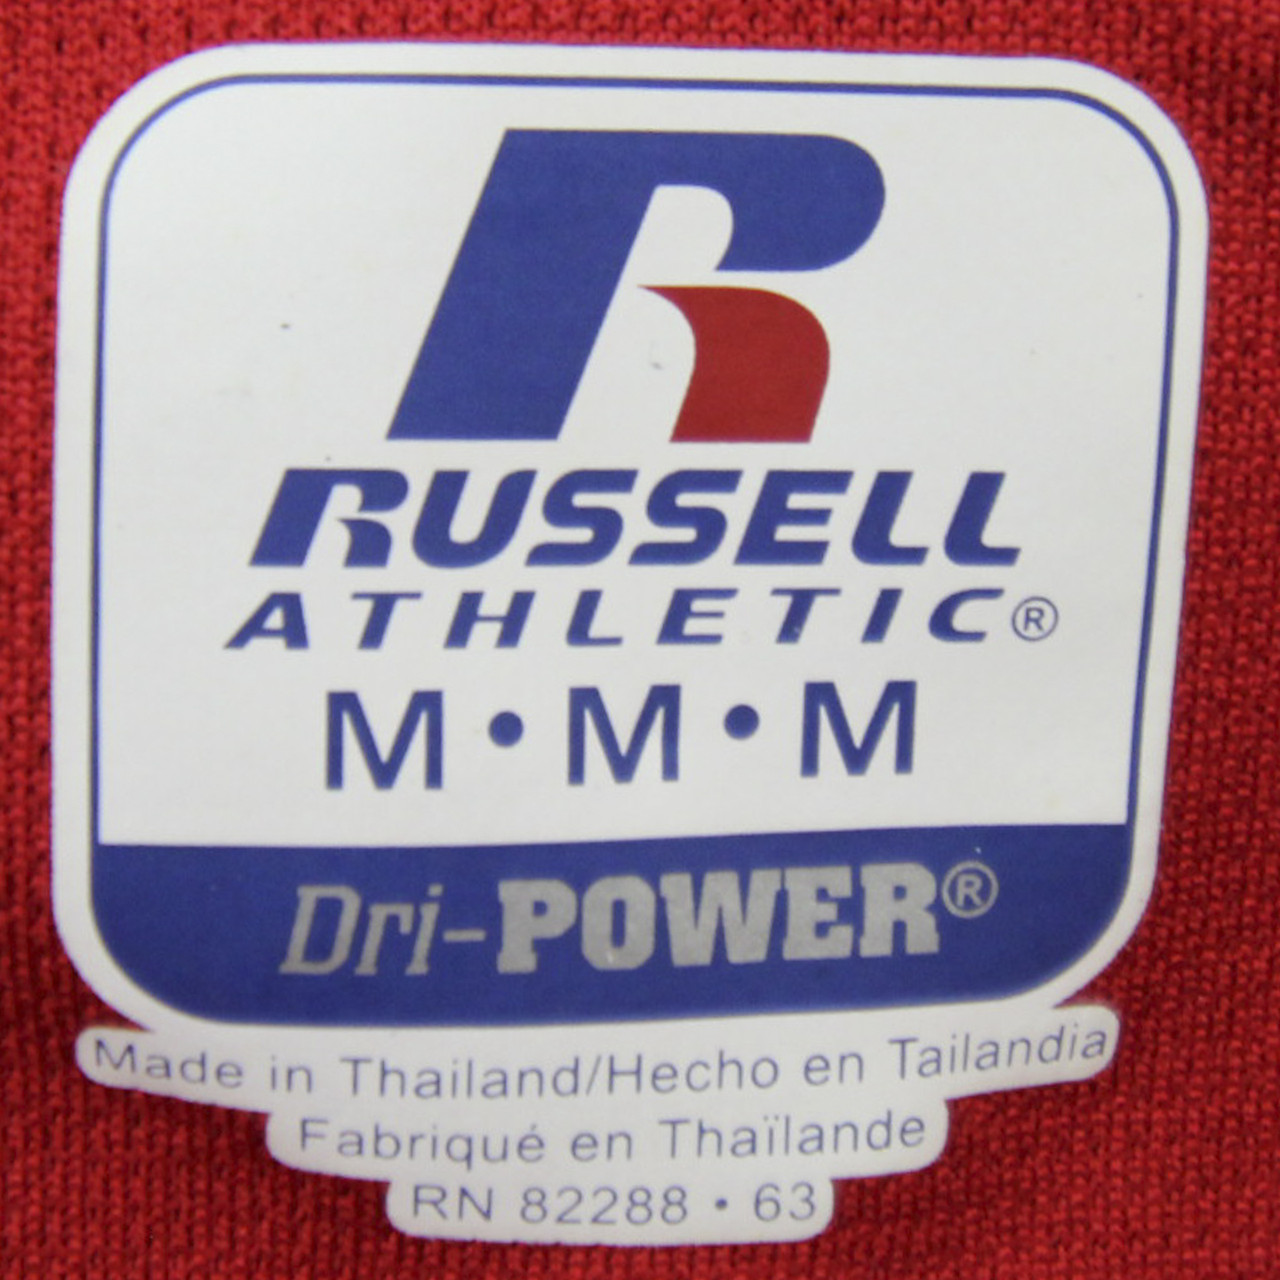 R
RUSSELL
ATHLETIC®
M • M • M
Dri-POWER®
Made in Thailand/Hecho en Tailandia
Fabriqué en Thaïlande
RN 82288 • 63